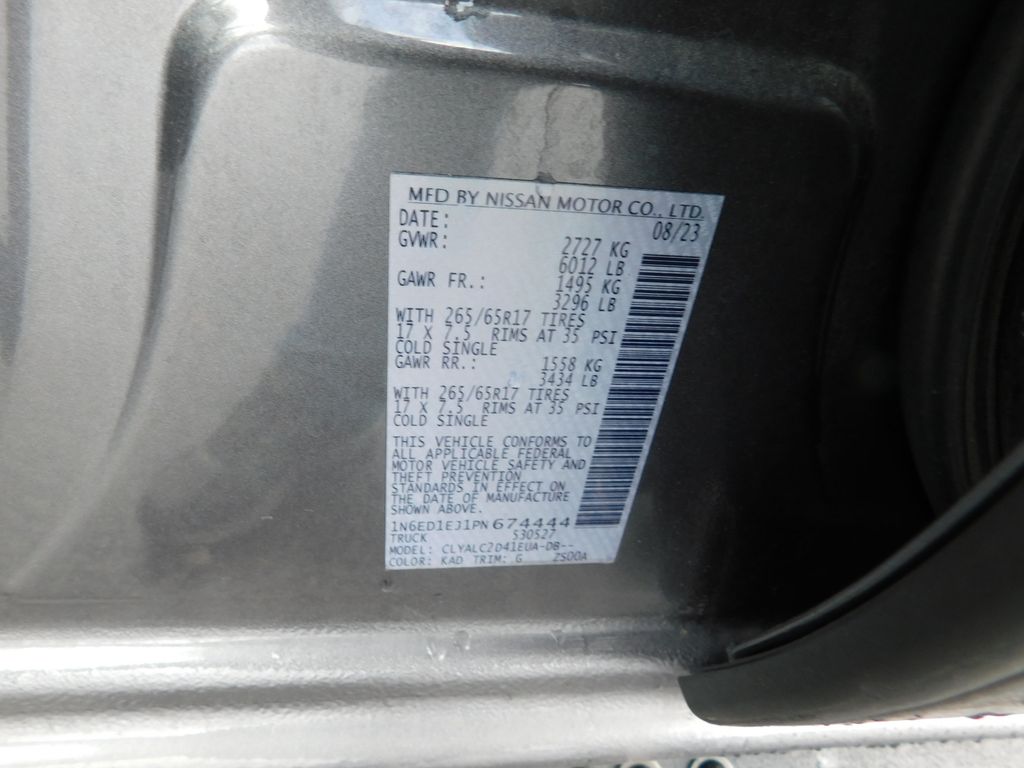 MFD BY NISSAN MOTOR CO., LTD.
DATE: 08/23
GVWR: 2727 KG
6012 LB
GAWR FR.: 1495 KG
3296 LB
WITH 265/65R17 TIRES
17 X 7.5 RIMS AT 35 PSI
COLD SINGLE
GAWR RR.: 1558 KG
3434 LB
WITH 265/65R17 TIRES
17 X 7.5 RIMS AT 35 PSI
COLD SINGLE
THIS VEHICLE CONFORMS TO
ALL APPLICABLE FEDERAL
MOTOR VEHICLE SAFETY AND
THEFT PREVENTION
STANDARDS IN EFFECT ON
THE DATE OF MANUFACTURE
SHOWN ABOVE.
1N6ED1EJ1PN674444
TRUCK 530527
MODEL: CLYALC2D41EUA-DB--
COLOR: KAD TRIM: G ZS00A